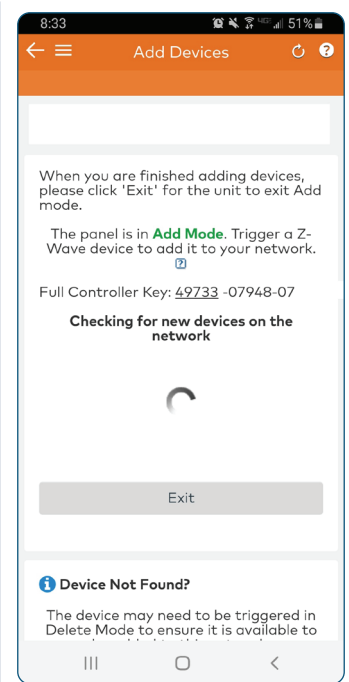 8:33 4GE 51%
Add Devices
When you are finished adding devices,
please click 'Exit' for the unit to exit Add
mode.
The panel is in Add Mode. Trigger a Z-
Wave device to add it to your network.
?
Full Controller Key: 49733 -07948-07
Checking for new devices on the
network
Exit
Device Not Found?
The device may need to be triggered in
Delete Mode to ensure it is available to